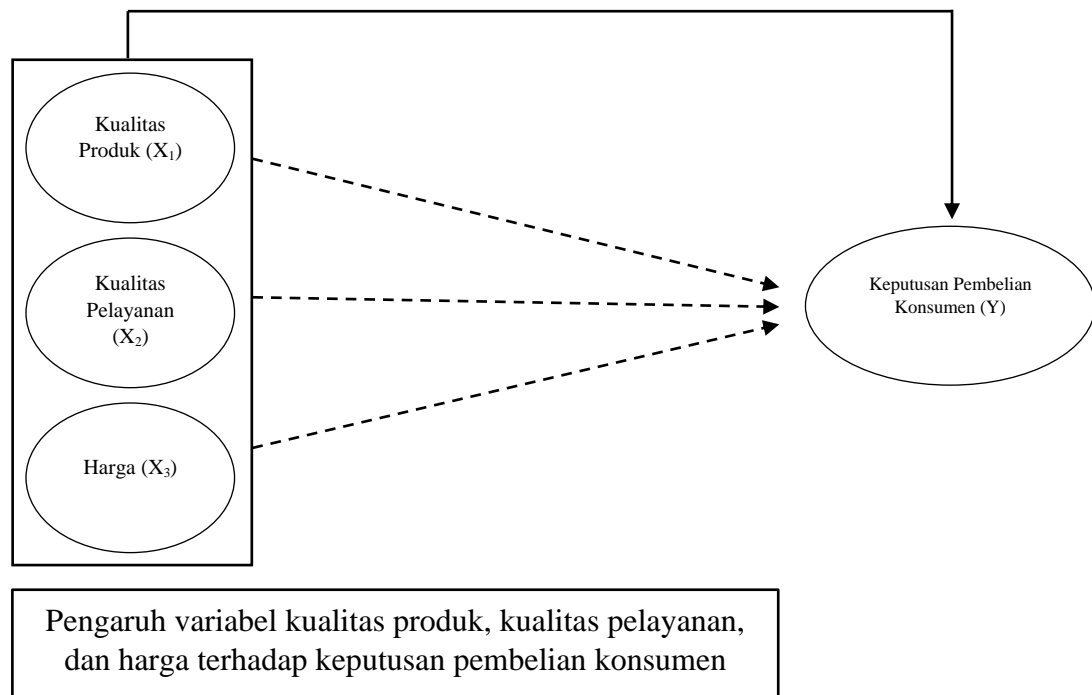 Kualitas
Produk (X₁)
Kualitas
Pelayanan
(X₂)
Harga (X₃)
Keputusan Pembelian
Konsumen (Y)
Pengaruh variabel kualitas produk, kualitas pelayanan,
dan harga terhadap keputusan pembelian konsumen